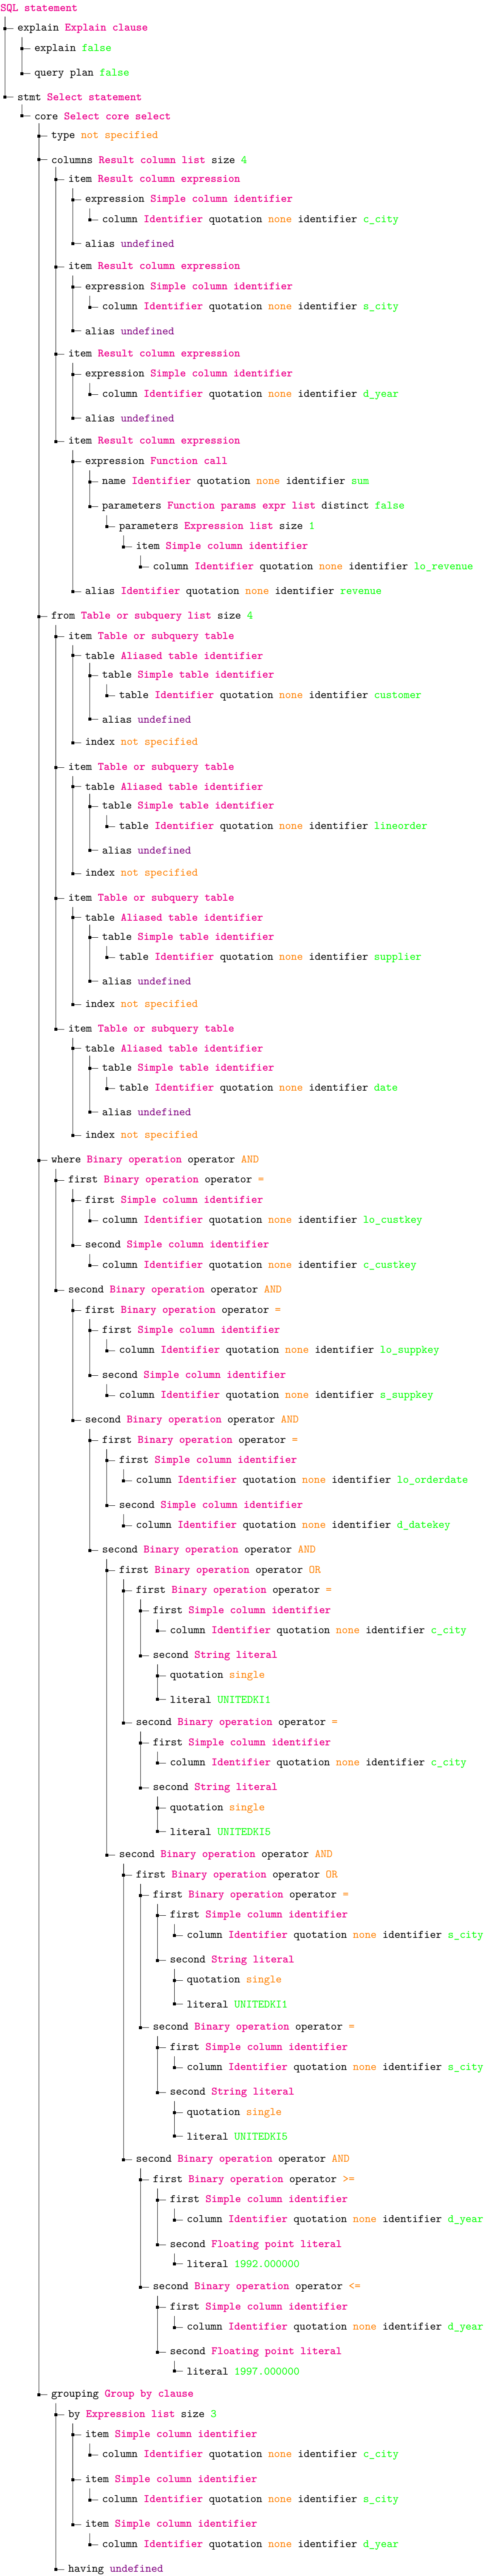 SQL statement
explain Explain clause
explain false
query plan false
stmt Select statement
core Select core select
type not specified
columns Result column list size 4
item Result column expression
expression Simple column identifier
column Identifier quotation none identifier c_city
alias undefined
item Result column expression
expression Simple column identifier
column Identifier quotation none identifier s_city
alias undefined
item Result column expression
expression Simple column identifier
column Identifier quotation none identifier d_year
alias undefined
item Result column expression
expression Function call
name Identifier quotation none identifier sum
parameters Function params expr list distinct false
parameters Expression list size 1
item Simple column identifier
column Identifier quotation none identifier lo_revenue
alias Identifier quotation none identifier revenue
from Table or subquery list size 4
item Table or subquery table
table Aliased table identifier
table Simple table identifier
table Identifier quotation none identifier customer
alias undefined
index not specified
item Table or subquery table
table Aliased table identifier
table Simple table identifier
table Identifier quotation none identifier lineorder
alias undefined
index not specified
item Table or subquery table
table Aliased table identifier
table Simple table identifier
table Identifier quotation none identifier supplier
alias undefined
index not specified
item Table or subquery table
table Aliased table identifier
table Simple table identifier
table Identifier quotation none identifier date
alias undefined
index not specified
where Binary operation operator AND
first Binary operation operator =
first Simple column identifier
column Identifier quotation none identifier lo_custkey
second Simple column identifier
column Identifier quotation none identifier c_custkey
second Binary operation operator AND
first Binary operation operator =
first Simple column identifier
column Identifier quotation none identifier lo_suppkey
second Simple column identifier
column Identifier quotation none identifier s_suppkey
second Binary operation operator AND
first Binary operation operator =
first Simple column identifier
column Identifier quotation none identifier lo_orderdate
second Simple column identifier
column Identifier quotation none identifier d_datekey
second Binary operation operator AND
first Binary operation operator OR
first Binary operation operator =
first Simple column identifier
column Identifier quotation none identifier c_city
second String literal
quotation single
literal UNITEDKI1
second Binary operation operator =
first Simple column identifier
column Identifier quotation none identifier c_city
second String literal
quotation single
literal UNITEDKI5
second Binary operation operator AND
first Binary operation operator OR
first Binary operation operator =
first Simple column identifier
column Identifier quotation none identifier s_city
second String literal
quotation single
literal UNITEDKI1
second Binary operation operator =
first Simple column identifier
column Identifier quotation none identifier s_city
second String literal
quotation single
literal UNITEDKI5
second Binary operation operator AND
first Binary operation operator >=
first Simple column identifier
column Identifier quotation none identifier d_year
second Floating point literal
literal 1992.000000
second Binary operation operator <=
first Simple column identifier
column Identifier quotation none identifier d_year
second Floating point literal
literal 1997.000000
grouping Group by clause
by Expression list size 3
item Simple column identifier
column Identifier quotation none identifier c_city
item Simple column identifier
column Identifier quotation none identifier s_city
item Simple column identifier
column Identifier quotation none identifier d_year
having undefined